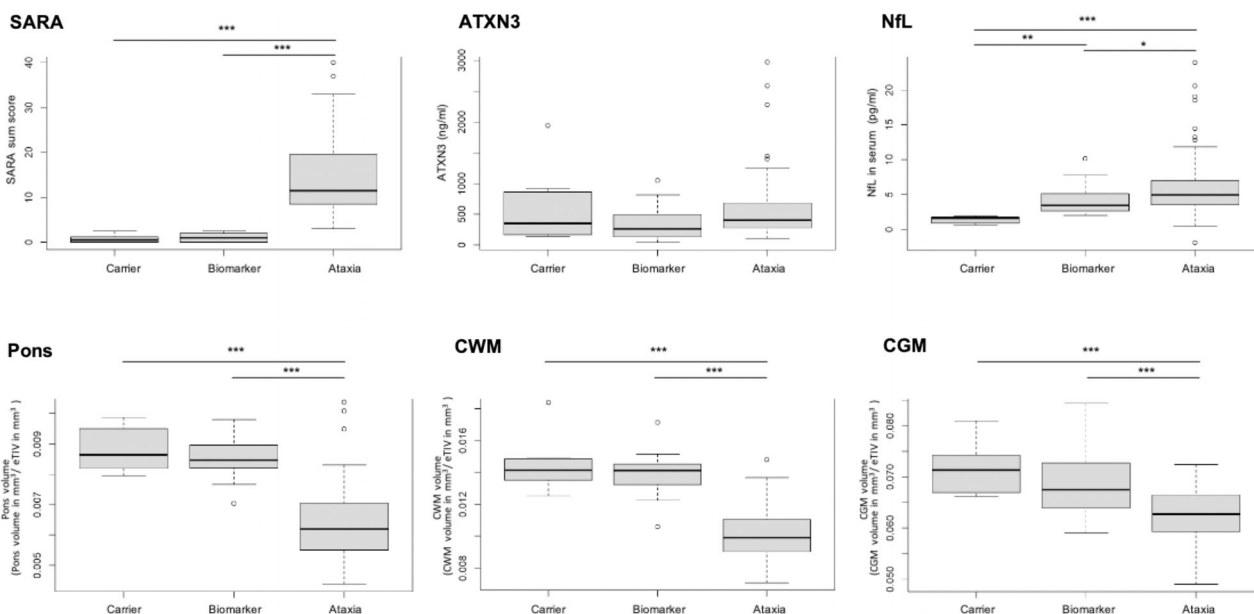 SARA
***
***
SARA sum score
40
30
20
10
0
Carrier Biomarker Ataxia
ATXN3
ATXN3 (ng/ml)
3000
2000
1000
500
0
Carrier Biomarker Ataxia
NfL
***
** *
NfL in serum (pg/ml)
20
15
10
5
0
Carrier Biomarker Ataxia
Pons
***
***
Pons volume
(Pons volume in mm³/ eTIV in mm³ )
0.009
0.007
0.005
Carrier Biomarker Ataxia
CWM
***
***
CWM volume
(CWM volume in mm³/ eTIV in mm³ )
0.016
0.012
0.008
Carrier Biomarker Ataxia
CGM
***
***
CGM volume
(CGM volume in mm³/ eTIV in mm³ )
0.080
0.070
0.060
0.050
Carrier Biomarker Ataxia